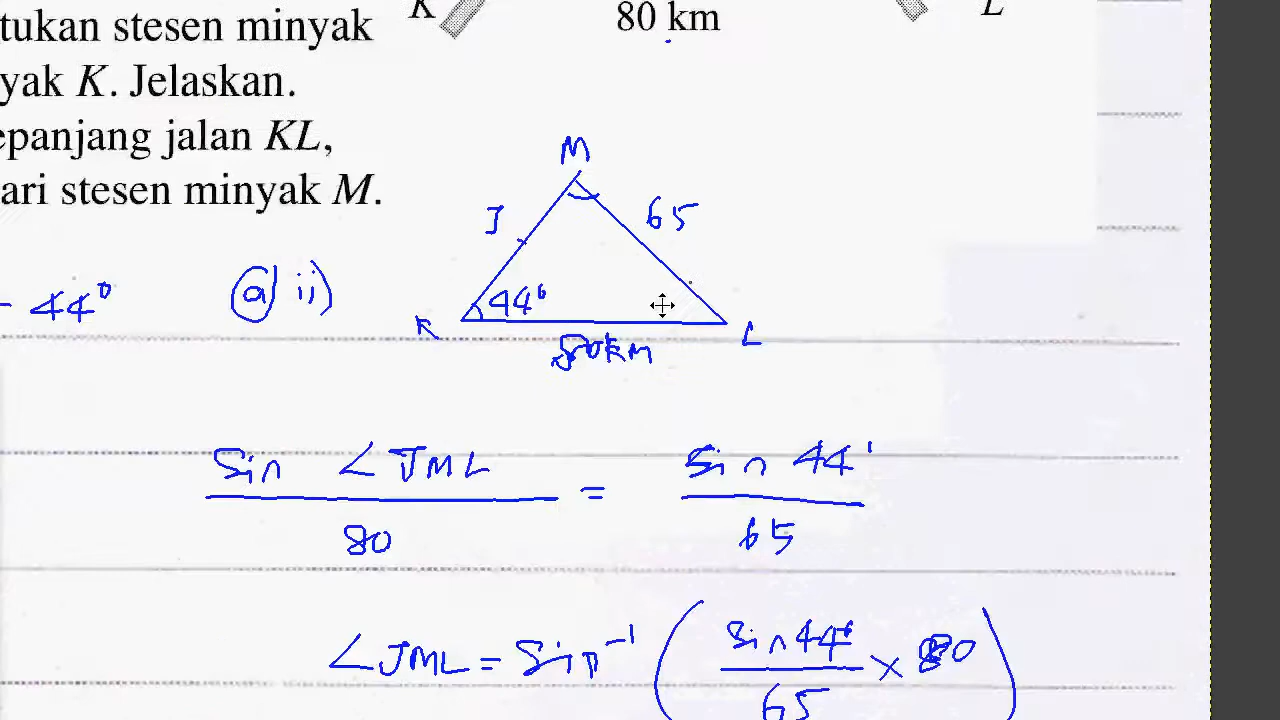 K 80 km L
tukan stesen minyak
yak K. Jelaskan.
epanjang jalan KL,
ari stesen minyak M.
M
J 65
- 44° a) ii) 44°
K 80km L
Sin ∠JML / 80 = sin 44° / 65
∠JML = Sin⁻¹ ( sin 44° / 65 × 80 )